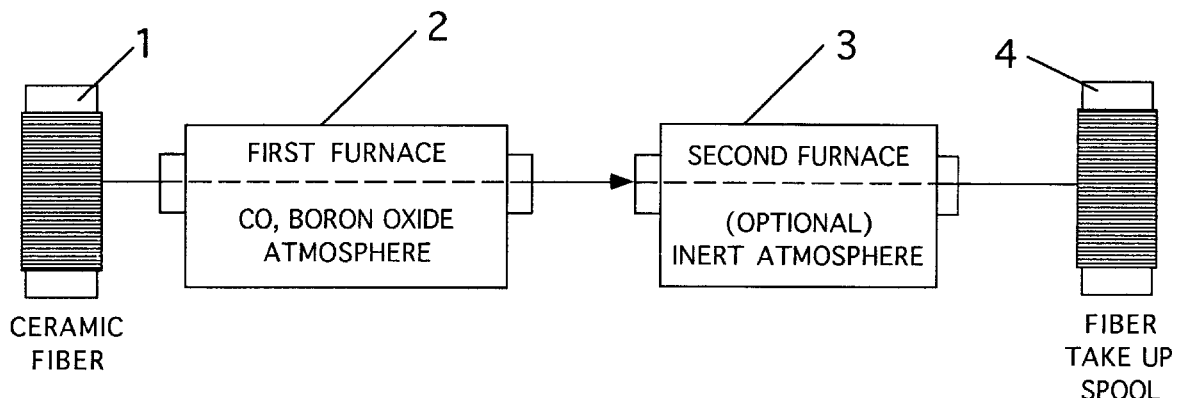 1
2
3
4
FIRST FURNACE
CO, BORON OXIDE
ATMOSPHERE
SECOND FURNACE
(OPTIONAL)
INERT ATMOSPHERE
CERAMIC
FIBER
FIBER
TAKE UP
SPOOL